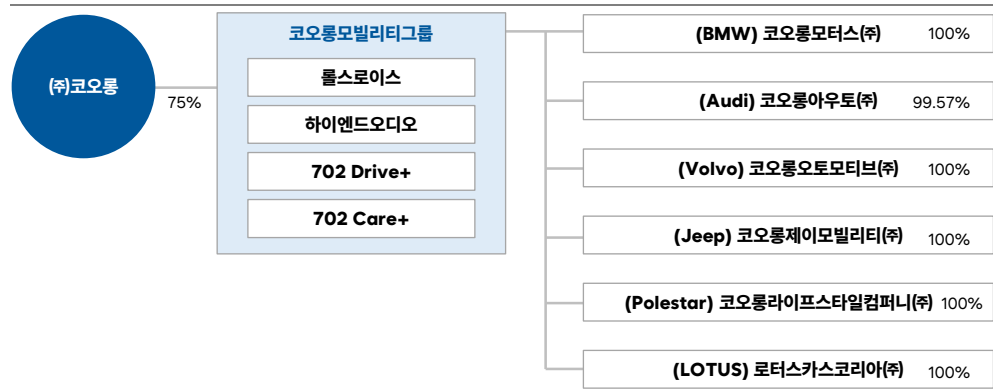 ㈜코오롱
75%
코오롱모빌리티그룹
롤스로이스
하이엔드오디오
702 Drive+
702 Care+
(BMW) 코오롱모터스㈜ 100%
(Audi) 코오롱아우토㈜ 99.57%
(Volvo) 코오롱오토모티브㈜ 100%
(Jeep) 코오롱제이모빌리티㈜ 100%
(Polestar) 코오롱라이프스타일컴퍼니㈜ 100%
(LOTUS) 로터스카스코리아㈜ 100%